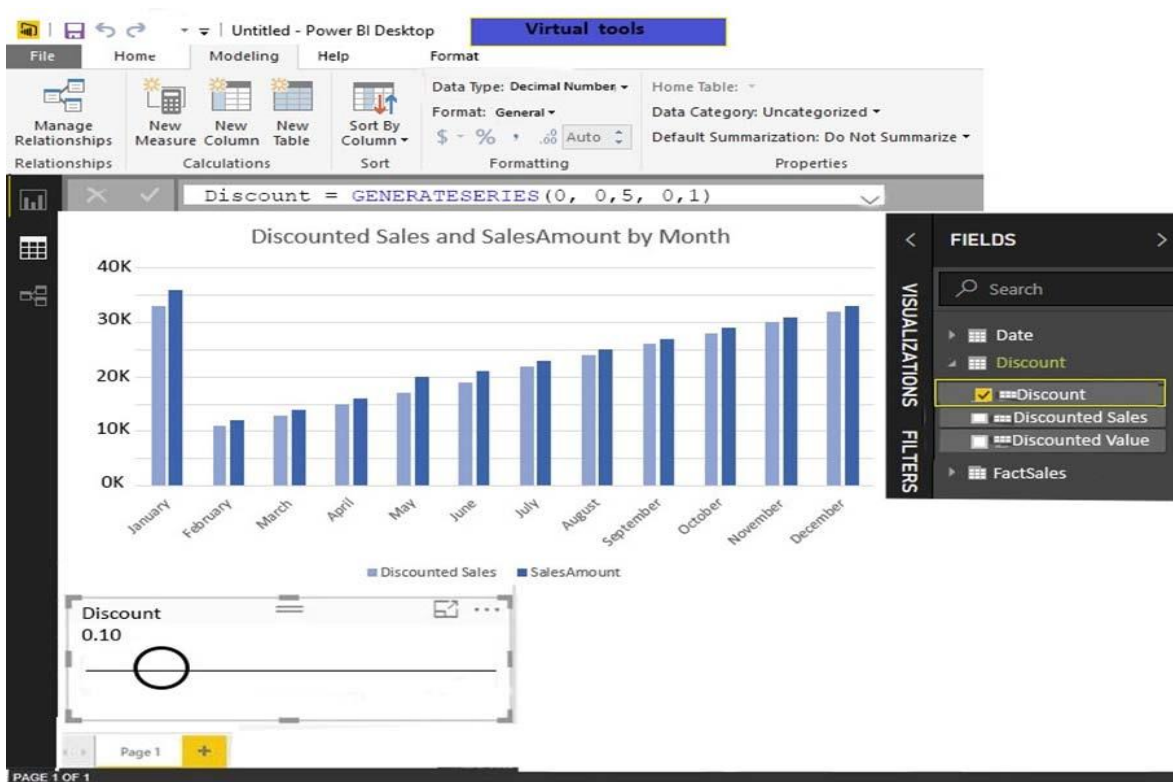 Untitled - Power BI Desktop
Virtual tools
File Home Modeling Help Format
Manage Relationships
New Measure
New Column
New Table
Sort By Column
Data Type: Decimal Number
Format: General
$ - % , .00 Auto
Home Table:
Data Category: Uncategorized
Default Summarization: Do Not Summarize
Relationships Calculations Sort Formatting Properties
Discount = GENERATESERIES(0, 0,5, 0,1)
Discounted Sales and SalesAmount by Month
40K
30K
20K
10K
0K
January February March April May June July August September October November December
Discounted Sales SalesAmount
VISUALIZATIONS
FILTERS
FIELDS
Search
Date
Discount
Discount
Discounted Sales
Discounted Value
FactSales
Discount
0.10
Page 1
PAGE 1 OF 1